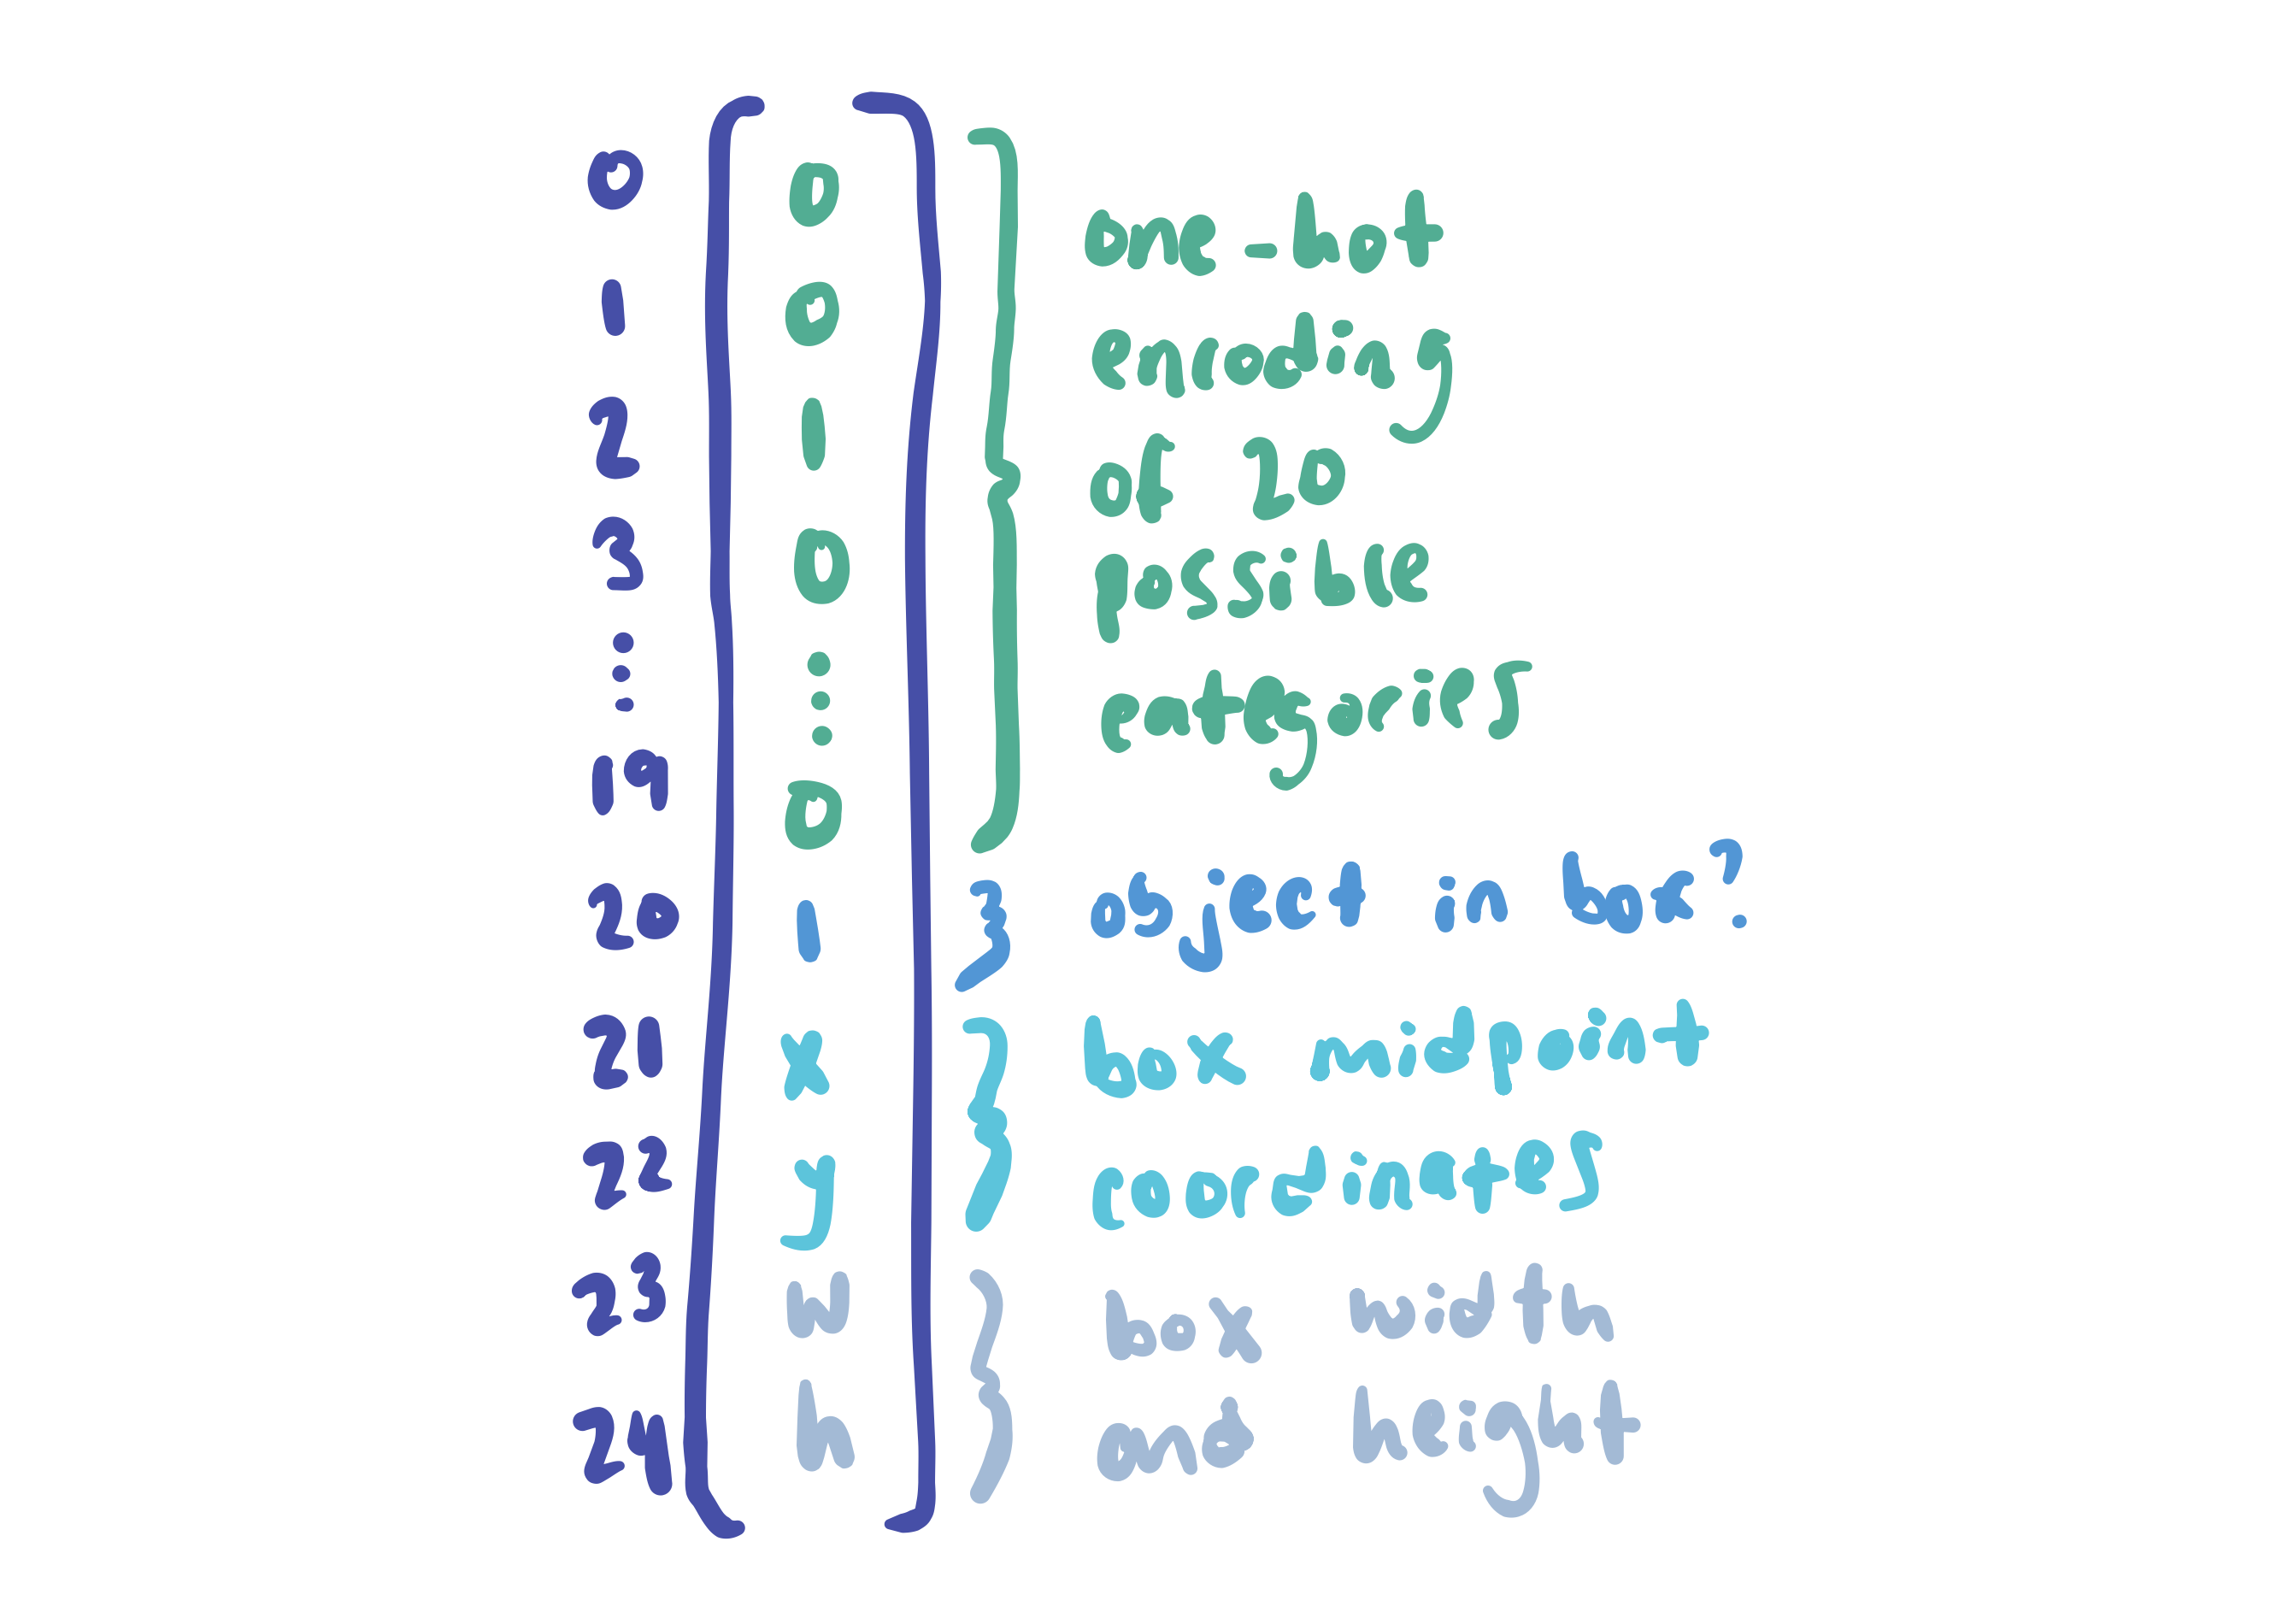 0 0
1 0 one-hot
2 1 encoding
3 0 of 20
⋮ ⋮ possible
19 0 categories
20 1 object in box?
21 x box midpoint
22 y coordinates
23 w box width
24 h and height